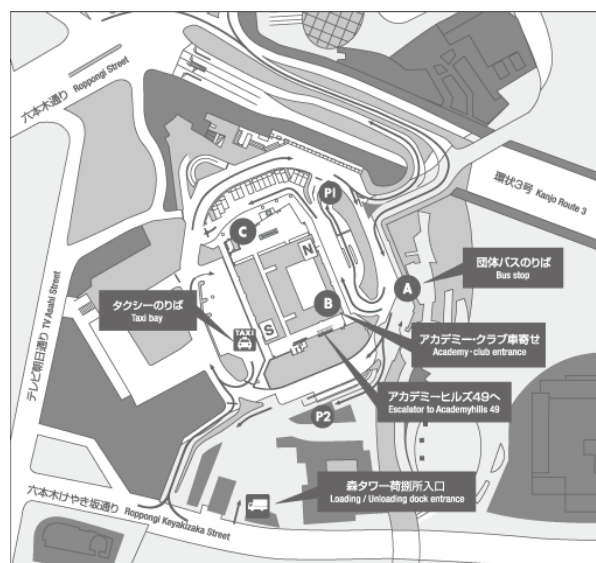 六本木通り Roppongi Street
環状3号 Kanjo Route 3
P1
C
N
団体バスのりば
Bus stop
A
タクシーのりば
Taxi bay
B
TAXI
S
アカデミー・クラブ車寄せ
Academy・club entrance
テレビ朝日通り TV Asahi Street
アカデミーヒルズ49へ
Escalator to Academyhills 49
P2
森タワー荷捌所入口
Loading / Unloading dock entrance
六本木けやき坂通り Roppongi Keyakizaka Street